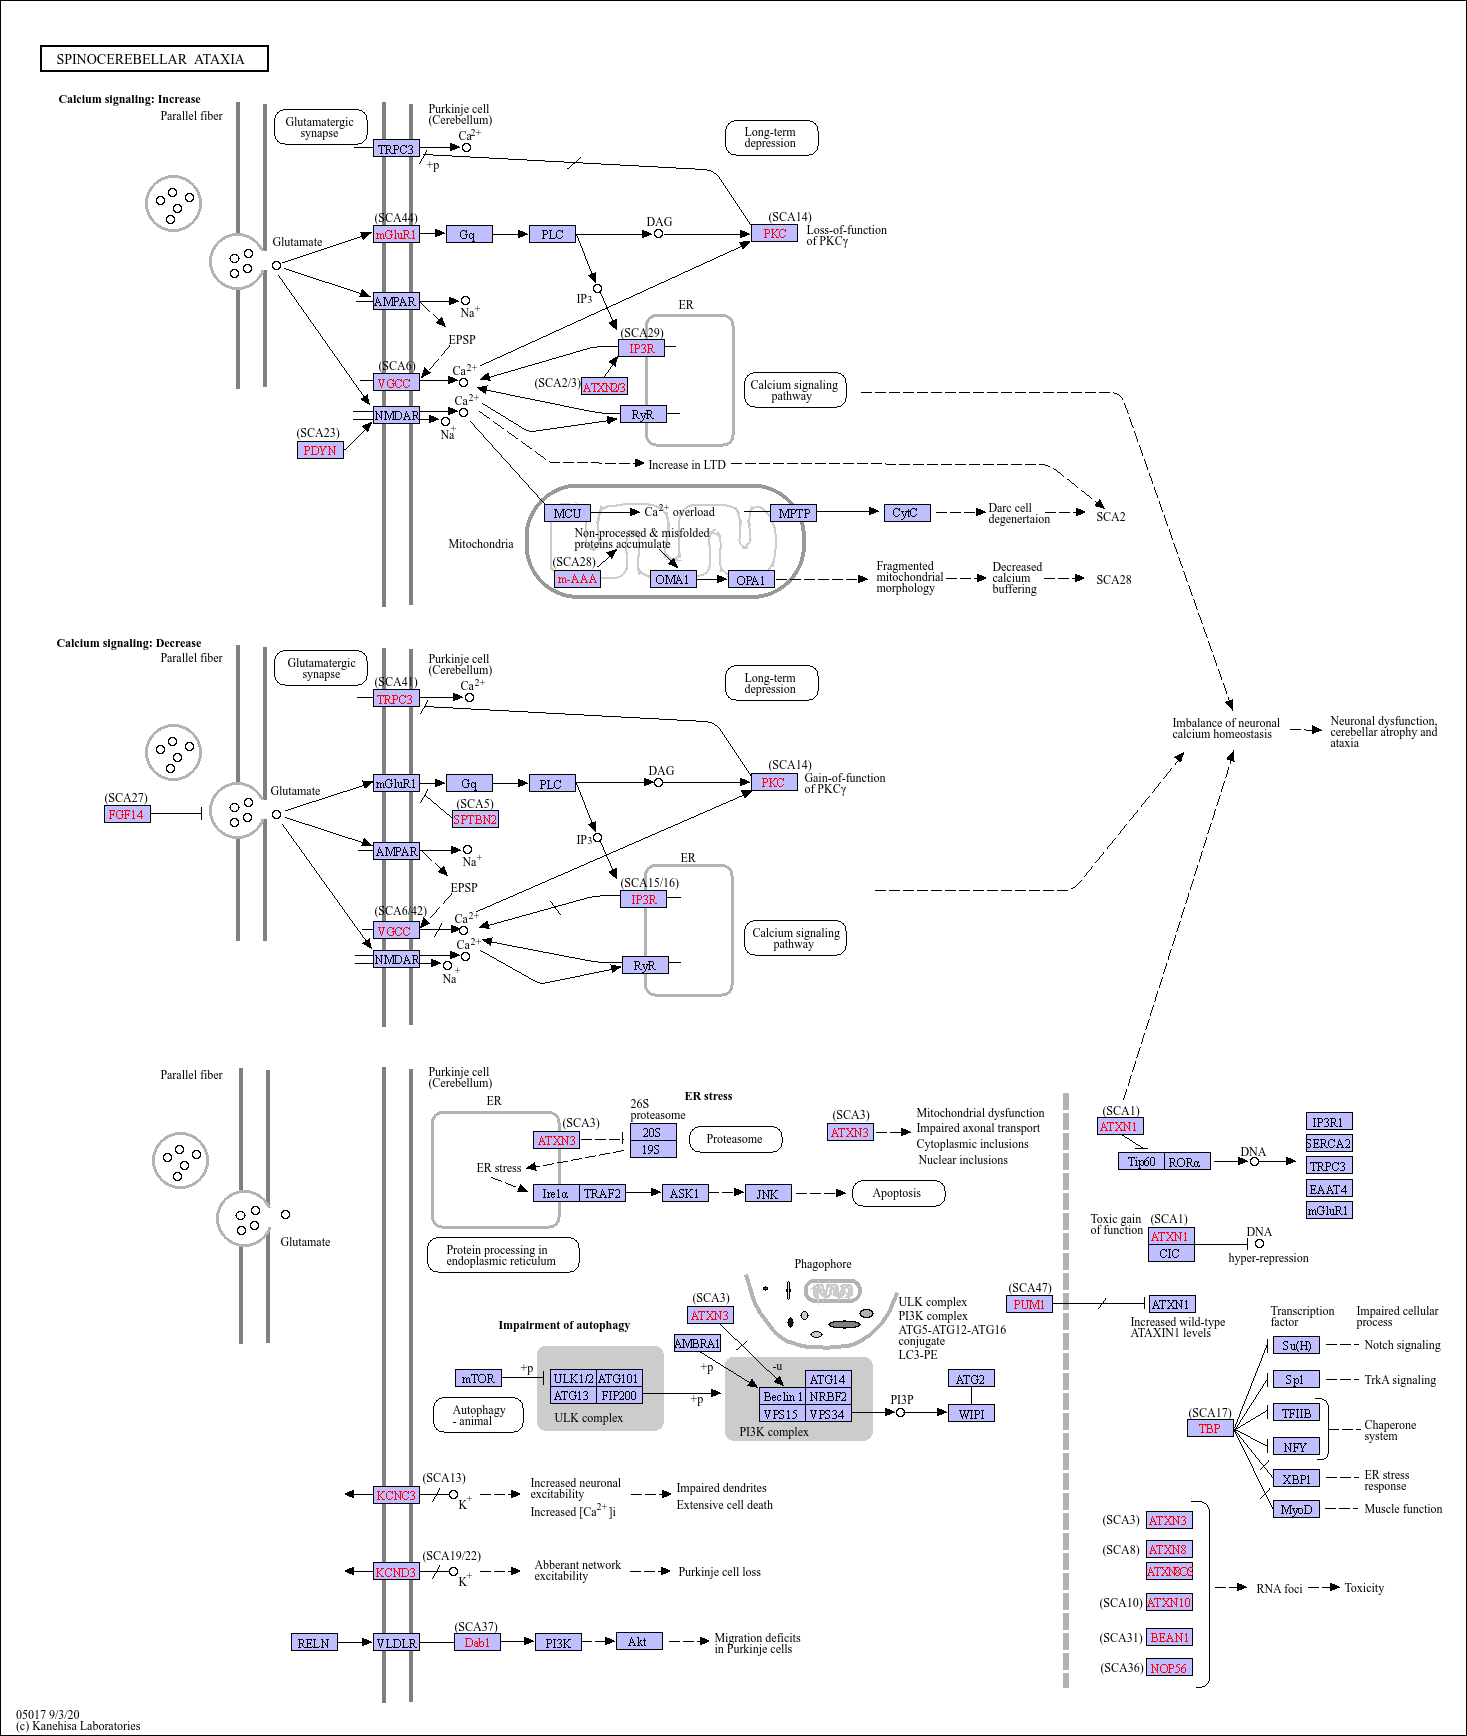 SPINOCEREBELLAR ATAXIA
Calcium signaling: Increase
Parallel fiber
Glutamatergic
synapse
Purkinje cell
(Cerebellum)
Ca2+
TRPC3
+p
Long-term
depression
(SCA44)
mGluR1
Gq
PLC
DAG
(SCA14)
PKC
Loss-of-function
of PKCγ
Glutamate
IP3
AMPAR
Na+
ER
EPSP
(SCA29)
IP3R
(SCA6)
VGCC
Ca2+
(SCA2/3)
ATXN2/3
Calcium signaling
pathway
NMDAR
Ca2+
Na+
RyR
(SCA23)
PDYN
Increase in LTD
MCU
Ca2+ overload
MPTP
CytC
Darc cell
degenertaion
SCA2
Mitochondria
Non-processed & misfolded
proteins accumulate
(SCA28)
m-AAA
OMA1
OPA1
Fragmented
mitochondrial
morphology
Decreased
calcium
buffering
SCA28
Calcium signaling: Decrease
Parallel fiber
Glutamatergic
synapse
Purkinje cell
(Cerebellum)
(SCA41)
TRPC3
Ca2+
Long-term
depression
Imbalance of neuronal
calcium homeostasis
Neuronal dysfunction,
cerebellar atrophy and
ataxia
mGluR1
Gq
PLC
DAG
(SCA14)
PKC
Gain-of-function
of PKCγ
Glutamate
(SCA27)
FGF14
(SCA5)
SPTBN2
IP3
AMPAR
Na+
ER
EPSP
(SCA15/16)
IP3R
(SCA6/42)
VGCC
Ca2+
Calcium signaling
pathway
NMDAR
Ca2+
Na+
RyR
Parallel fiber
Purkinje cell
(Cerebellum)
ER
ER stress
(SCA3)
ATXN3
26S
proteasome
20S
19S
Proteasome
(SCA3)
ATXN3
Mitochondrial dysfunction
Impaired axonal transport
Cytoplasmic inclusions
Nuclear inclusions
ER stress
Ire1α
TRAF2
ASK1
JNK
Apoptosis
Glutamate
Protein processing in
endoplasmic reticulum
(SCA1)
ATXN1
Tip60
RORα
DNA
IP3R1
SERCA2
TRPC3
EAAT4
mGluR1
Toxic gain
of function
(SCA1)
ATXN1
CIC
DNA
hyper-repression
Phagophore
(SCA3)
ATXN3
ULK complex
PI3K complex
ATG5-ATG12-ATG16
conjugate
LC3-PE
(SCA47)
PUM1
ATXN1
Increased wild-type
ATAXIN1 levels
Impairment of autophagy
AMBRA1
+p
-u
mTOR
+p
ULK1/2
ATG101
ATG13
FIP200
ULK complex
+p
ATG14
Beclin 1
NRBF2
VPS15
VPS34
PI3K complex
PI3P
ATG2
WIPI
Autophagy
- animal
Transcription
factor
Impaired cellular
process
(SCA17)
TBP
Su(H)
Notch signaling
Sp1
TrkA signaling
TFIIB
NFY
Chaperone
system
XBP1
ER stress
response
MyoD
Muscle function
(SCA13)
KCNC3
K+
Increased neuronal
excitability
Increased [Ca2+]i
Impaired dendrites
Extensive cell death
(SCA19/22)
KCND3
K+
Abberant network
excitability
Purkinje cell loss
RELN
VLDLR
(SCA37)
Dab1
PI3K
Akt
Migration deficits
in Purkinje cells
(SCA3)
ATXN3
(SCA8)
ATXN8
ATXN8OS
(SCA10)
ATXN10
(SCA31)
BEAN1
(SCA36)
NOP56
RNA foci
Toxicity
05017 9/3/20
(c) Kanehisa Laboratories